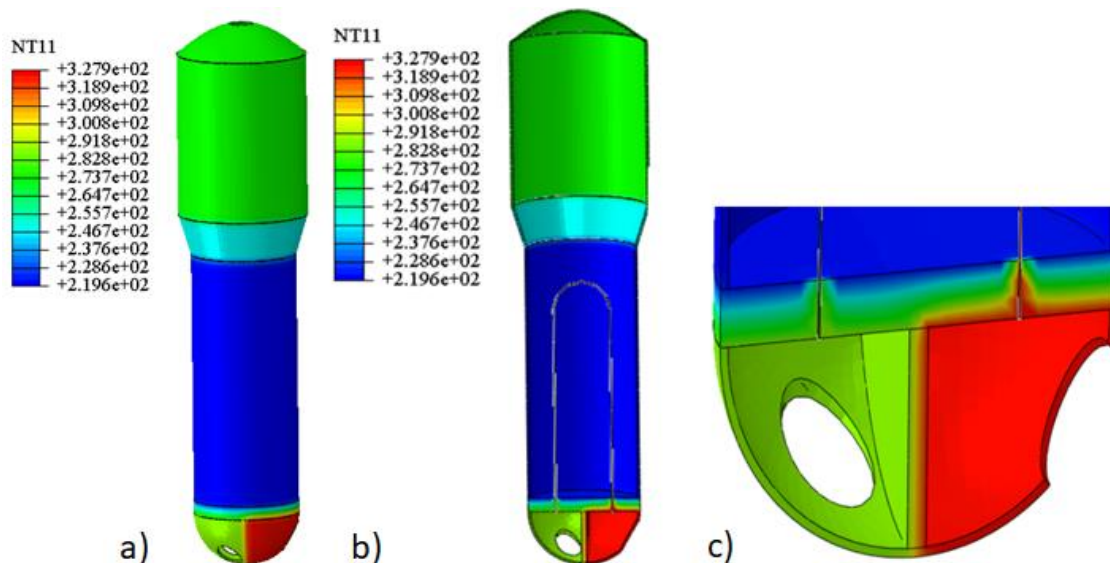 NT11
+3.279e+02
+3.189e+02
+3.098e+02
+3.008e+02
+2.918e+02
+2.828e+02
+2.737e+02
+2.647e+02
+2.557e+02
+2.467e+02
+2.376e+02
+2.286e+02
+2.196e+02
a)
NT11
+3.279e+02
+3.189e+02
+3.098e+02
+3.008e+02
+2.918e+02
+2.828e+02
+2.737e+02
+2.647e+02
+2.557e+02
+2.467e+02
+2.376e+02
+2.286e+02
+2.196e+02
b)
c)